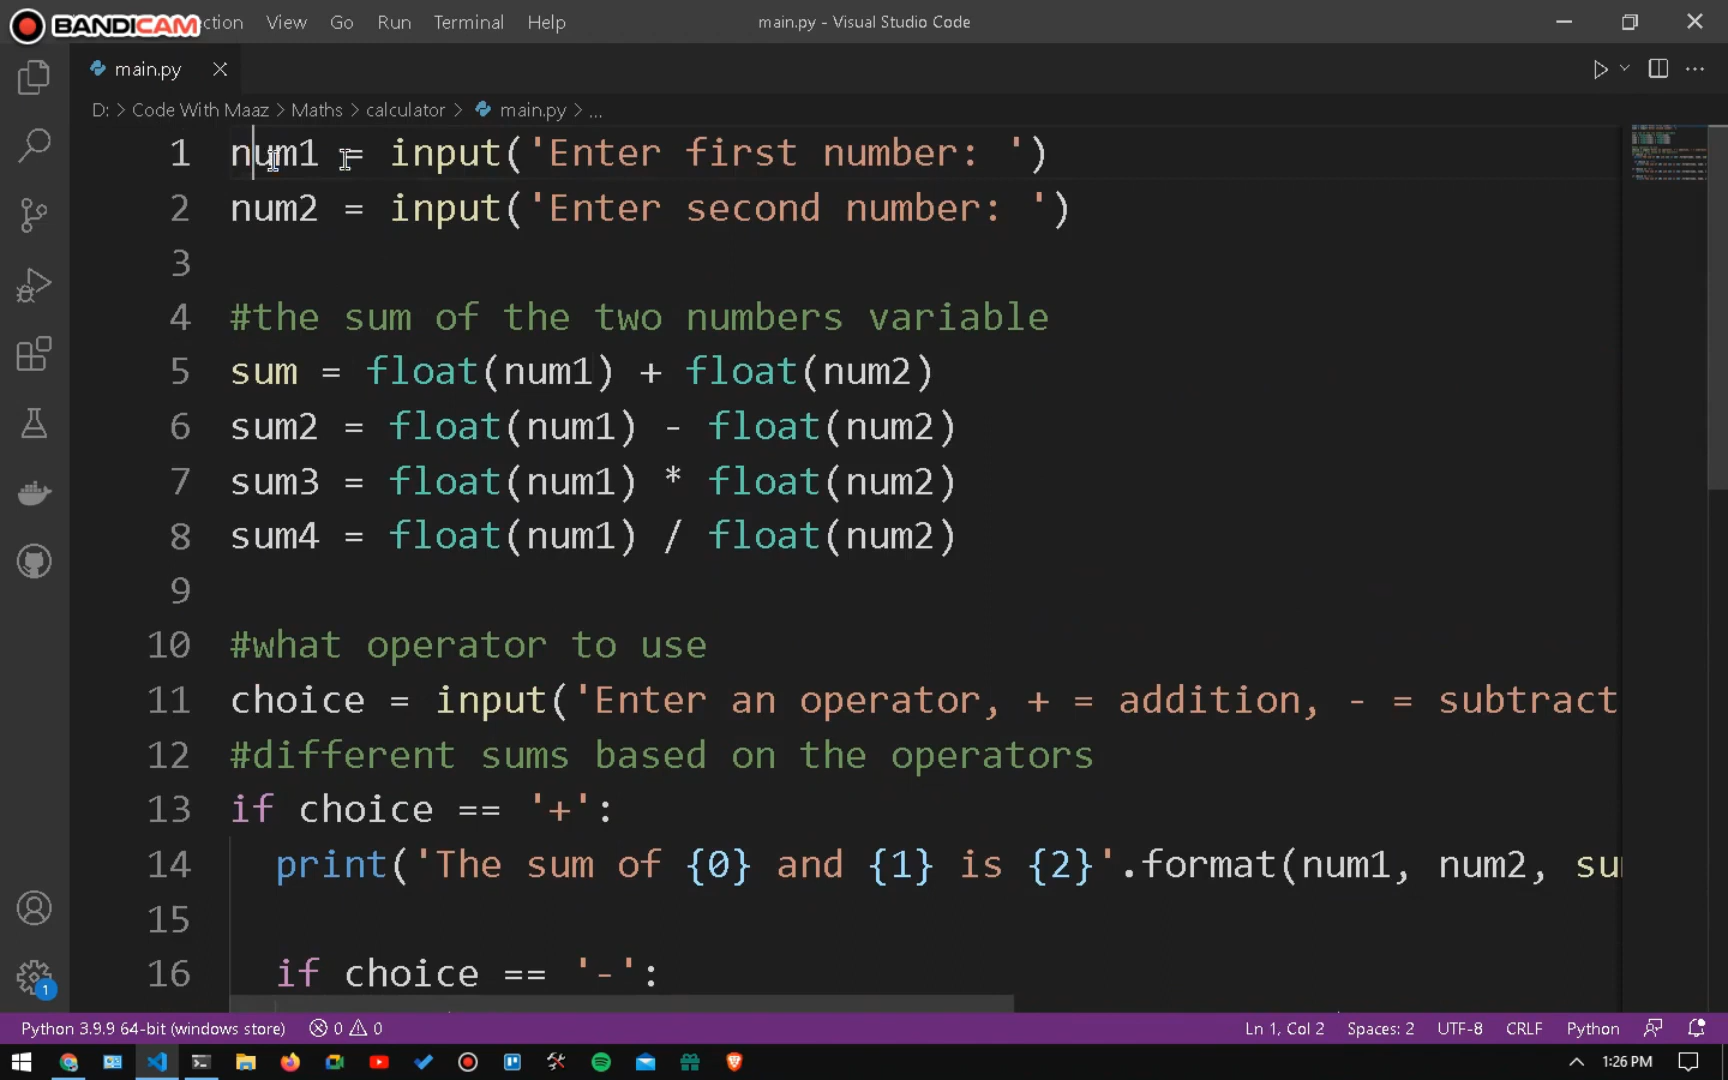 BANDICAM ction View Go Run Terminal Help main.py - Visual Studio Code
main.py
D: > Code With Maaz > Maths > calculator > main.py > ...
1 num1 = input('Enter first number: ')
2 num2 = input('Enter second number: ')
3
4 #the sum of the two numbers variable
5 sum = float(num1) + float(num2)
6 sum2 = float(num1) - float(num2)
7 sum3 = float(num1) * float(num2)
8 sum4 = float(num1) / float(num2)
9
10 #what operator to use
11 choice = input('Enter an operator, + = addition, - = subtract
12 #different sums based on the operators
13 if choice == '+':
14 print('The sum of {0} and {1} is {2}'.format(num1, num2, su
15
16 if choice == '-':
Python 3.9.9 64-bit (windows store) 0 0 Ln 1, Col 2 Spaces: 2 UTF-8 CRLF Python
1
1:26 PM